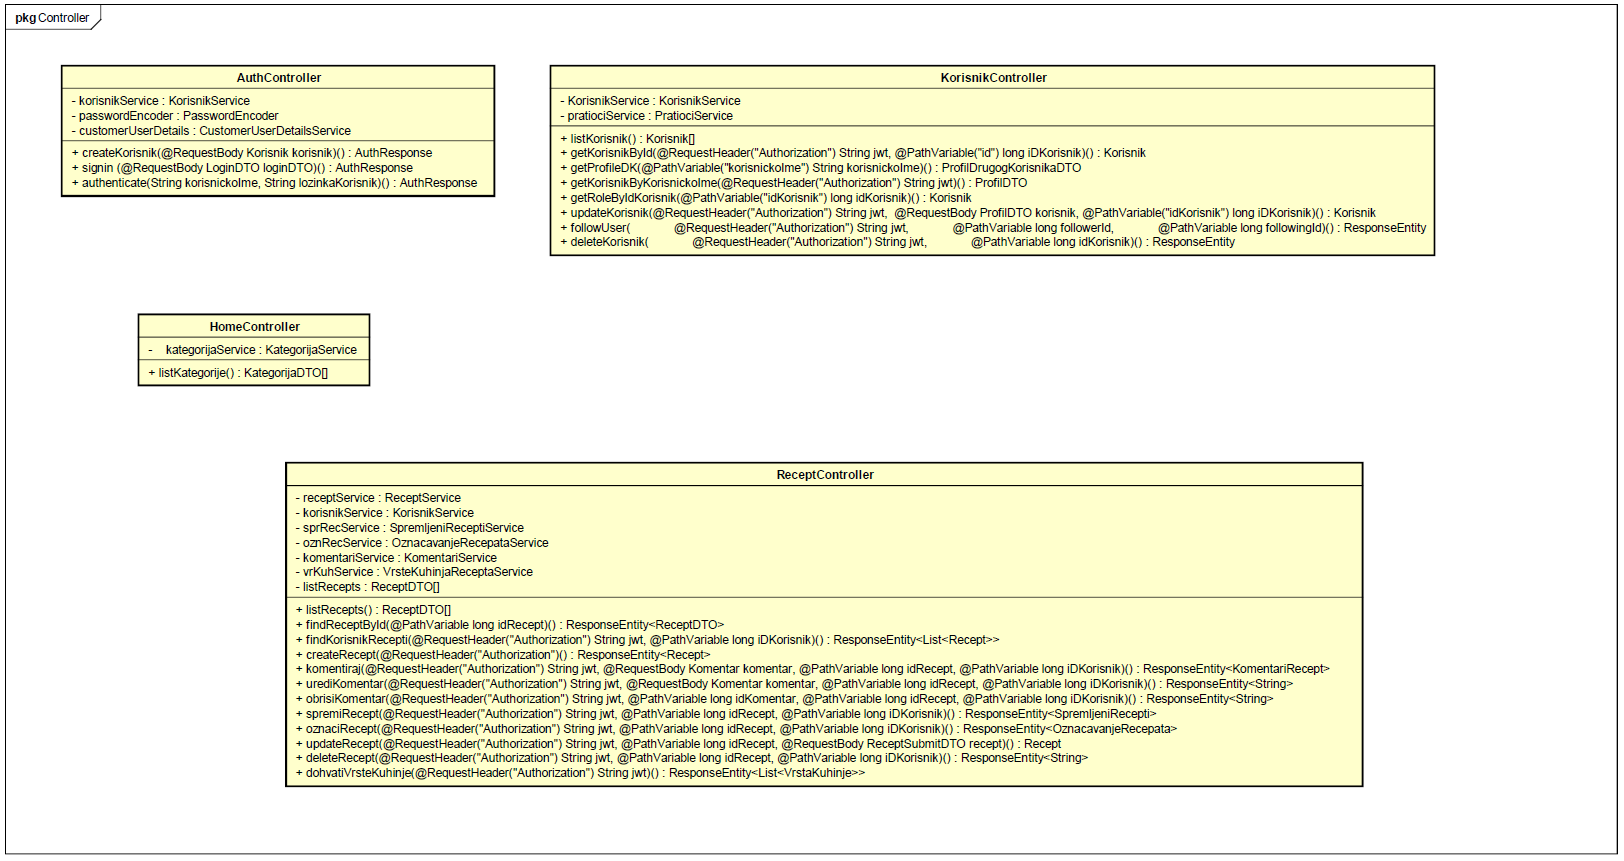 pkg Controller
AuthController
- korisnikService : KorisnikService
- passwordEncoder : PasswordEncoder
- customerUserDetails : CustomerUserDetailsService
+ createKorisnik(@RequestBody Korisnik korisnik)() : AuthResponse
+ signin (@RequestBody LoginDTO loginDTO)() : AuthResponse
+ authenticate(String korisnickoIme, String lozinkaKorisnik)() : AuthResponse
KorisnikController
- KorisnikService : KorisnikService
- pratiociService : PratiociService
+ listKorisnik() : Korisnik[]
+ getKorisnikById(@RequestHeader("Authorization") String jwt, @PathVariable("id") long iDKorisnik)() : Korisnik
+ getProfileDK(@PathVariable("korisnickoIme") String korisnickoIme)() : ProfilDrugogKorisnikaDTO
+ getKorisnikByKorisnickoIme(@RequestHeader("Authorization") String jwt)() : ProfilDTO
+ getRoleByIdKorisnik(@PathVariable("idKorisnik") long idKorisnik)() : Korisnik
+ updateKorisnik(@RequestHeader("Authorization") String jwt, @RequestBody ProfilDTO korisnik, @PathVariable("idKorisnik") long iDKorisnik)() : Korisnik
+ followUser( @RequestHeader("Authorization") String jwt, @PathVariable long followerId, @PathVariable long followingId)() : ResponseEntity
+ deleteKorisnik( @RequestHeader("Authorization") String jwt, @PathVariable long idKorisnik)() : ResponseEntity
HomeController
- kategorijaService : KategorijaService
+ listKategorije() : KategorijaDTO[]
ReceptController
- receptService : ReceptService
- korisnikService : KorisnikService
- sprRecService : SpremljeniReceptiService
- oznRecService : OznacavanjeRecepataService
- komentariService : KomentariService
- vrKuhService : VrsteKuhinjaReceptaService
- listRecepts : ReceptDTO[]
+ listRecepts() : ReceptDTO[]
+ findReceptById(@PathVariable long idRecept)() : ResponseEntity<ReceptDTO>
+ findKorisnikRecepti(@RequestHeader("Authorization") String jwt, @PathVariable long iDKorisnik)() : ResponseEntity<List<Recept>>
+ createRecept(@RequestHeader("Authorization")() : ResponseEntity<Recept>
+ komentiraj(@RequestHeader("Authorization") String jwt, @RequestBody Komentar komentar, @PathVariable long idRecept, @PathVariable long iDKorisnik)() : ResponseEntity<KomentariRecept>
+ urediKomentar(@RequestHeader("Authorization") String jwt, @RequestBody Komentar komentar, @PathVariable long idRecept, @PathVariable long iDKorisnik)() : ResponseEntity<String>
+ obrisiKomentar(@RequestHeader("Authorization") String jwt, @PathVariable long idKomentar, @PathVariable long idRecept, @PathVariable long iDKorisnik)() : ResponseEntity<String>
+ spremiRecept(@RequestHeader("Authorization") String jwt, @PathVariable long idRecept, @PathVariable long iDKorisnik)() : ResponseEntity<SpremljeniRecepti>
+ oznaciRecept(@RequestHeader("Authorization") String jwt, @PathVariable long idRecept, @PathVariable long iDKorisnik)() : ResponseEntity<OznacavanjeRecepata>
+ updateRecept(@RequestHeader("Authorization") String jwt, @PathVariable long idRecept, @RequestBody ReceptSubmitDTO recept)() : Recept
+ deleteRecept(@RequestHeader("Authorization") String jwt, @PathVariable long idRecept, @PathVariable long iDKorisnik)() : ResponseEntity<String>
+ dohvatiVrsteKuhinje(@RequestHeader("Authorization") String jwt)() : ResponseEntity<List<VrstaKuhinje>>